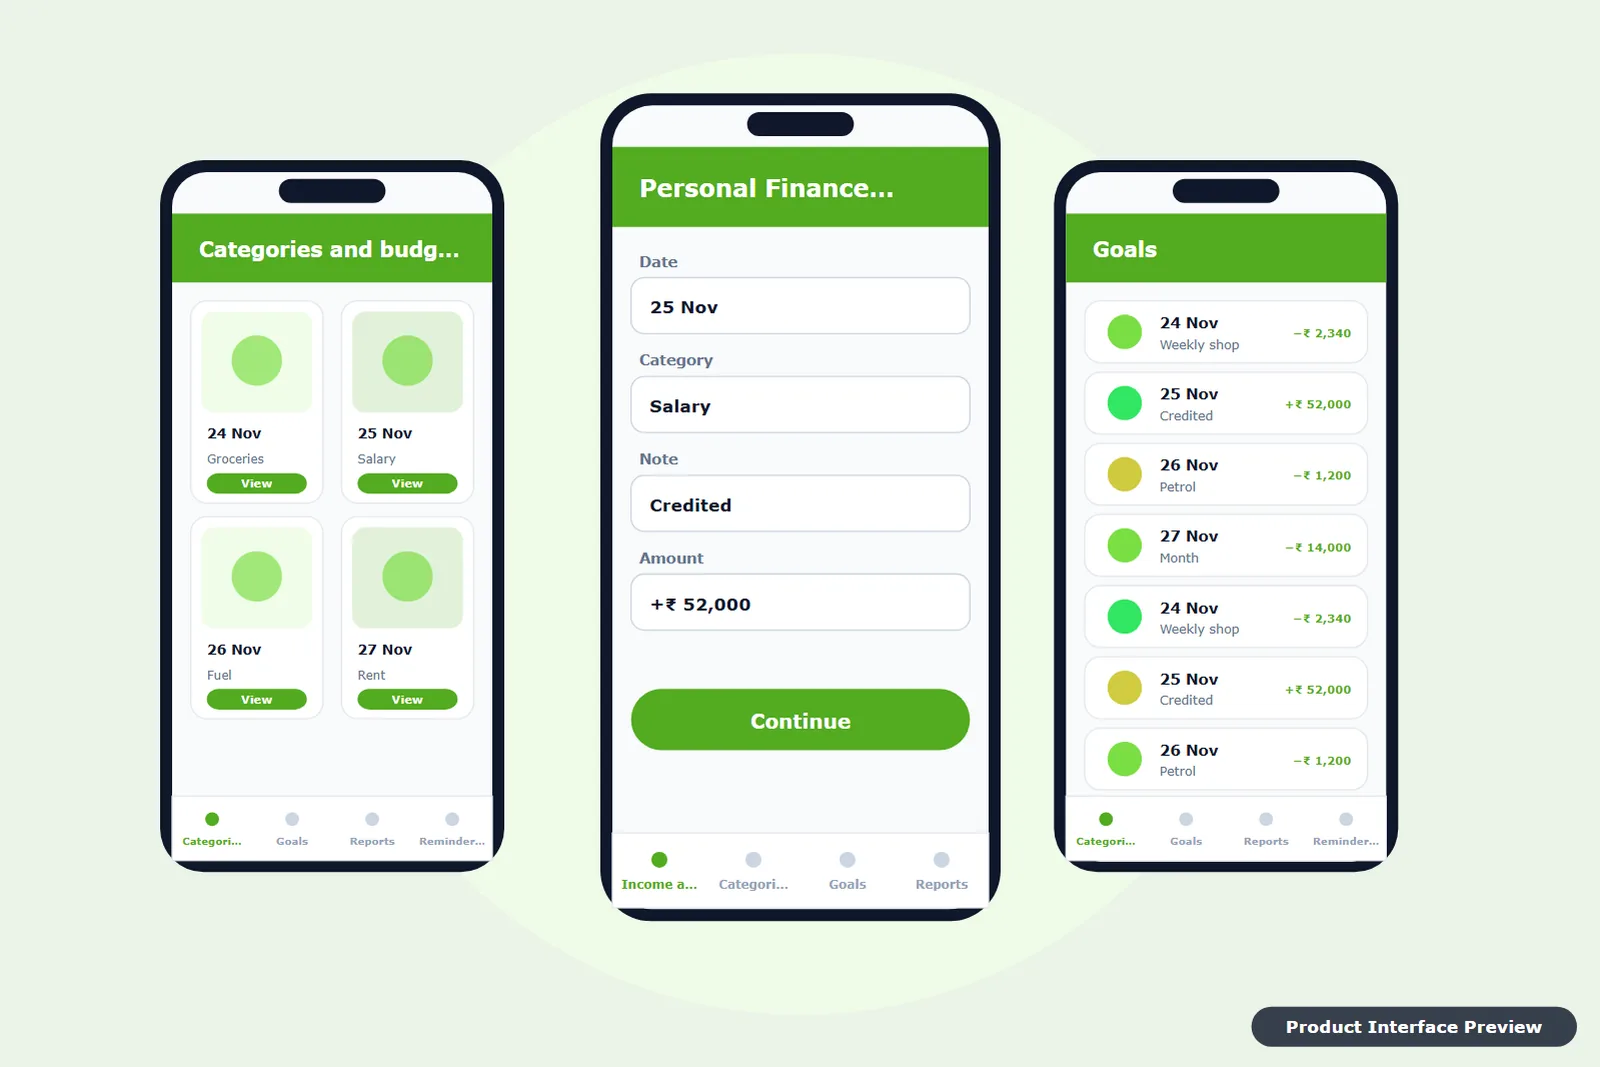 Categories and budg...
24 Nov
Groceries
View
25 Nov
Salary
View
26 Nov
Fuel
View
27 Nov
Rent
View
Categori...
Goals
Reports
Reminder...
Personal Finance...
Date
25 Nov
Category
Salary
Note
Credited
Amount
+₹ 52,000
Continue
Income a...
Categori...
Goals
Reports
Goals
24 Nov
Weekly shop
−₹ 2,340
25 Nov
Credited
+₹ 52,000
26 Nov
Petrol
−₹ 1,200
27 Nov
Month
−₹ 14,000
24 Nov
Weekly shop
−₹ 2,340
25 Nov
Credited
+₹ 52,000
26 Nov
Petrol
−₹ 1,200
Categori...
Goals
Reports
Reminder...
Product Interface Preview